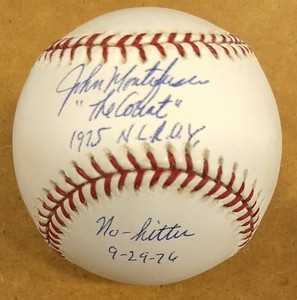 John Montefusco
"The Count"
1975 N.L.R.O.Y.
No-hitter
9-29-76